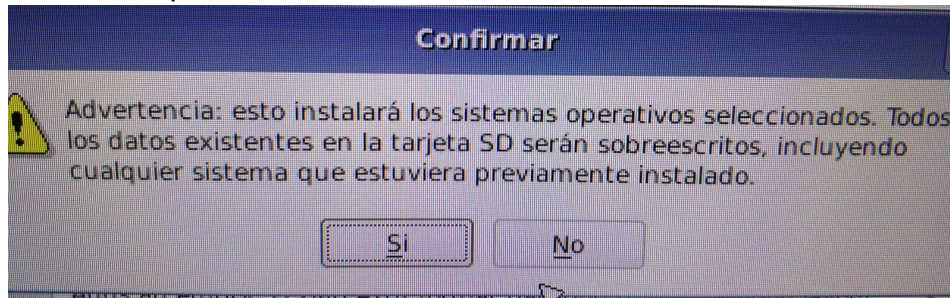 Confirmar
Advertencia: esto instalará los sistemas operativos seleccionados. Todos
los datos existentes en la tarjeta SD serán sobreescritos, incluyendo
cualquier sistema que estuviera previamente instalado.
Si
No